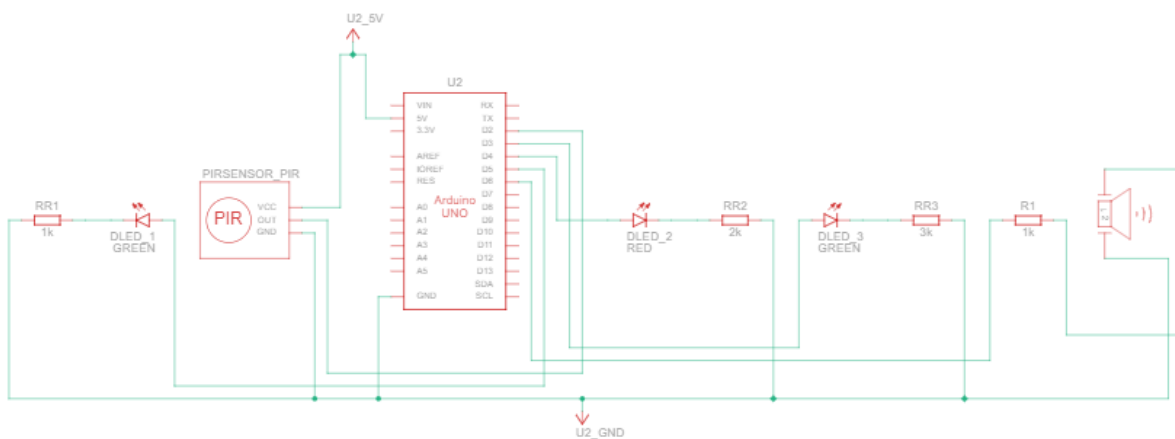 U2_5V
U2
VIN
5V
3.3V
AREF
IOREF
RES
A0
A1
A2
A3
A4
A5
GND
RX
TX
D2
D3
D4
D5
D6
D7
D8
D9
D10
D11
D12
D13
SDA
SCL
Arduino
UNO
PIRSENSOR_PIR
PIR
VCC
OUT
GND
RR1
1k
DLED_1
GREEN
DLED_2
RED
RR2
2k
DLED_3
GREEN
RR3
3k
R1
1k
1 2
U2_GND